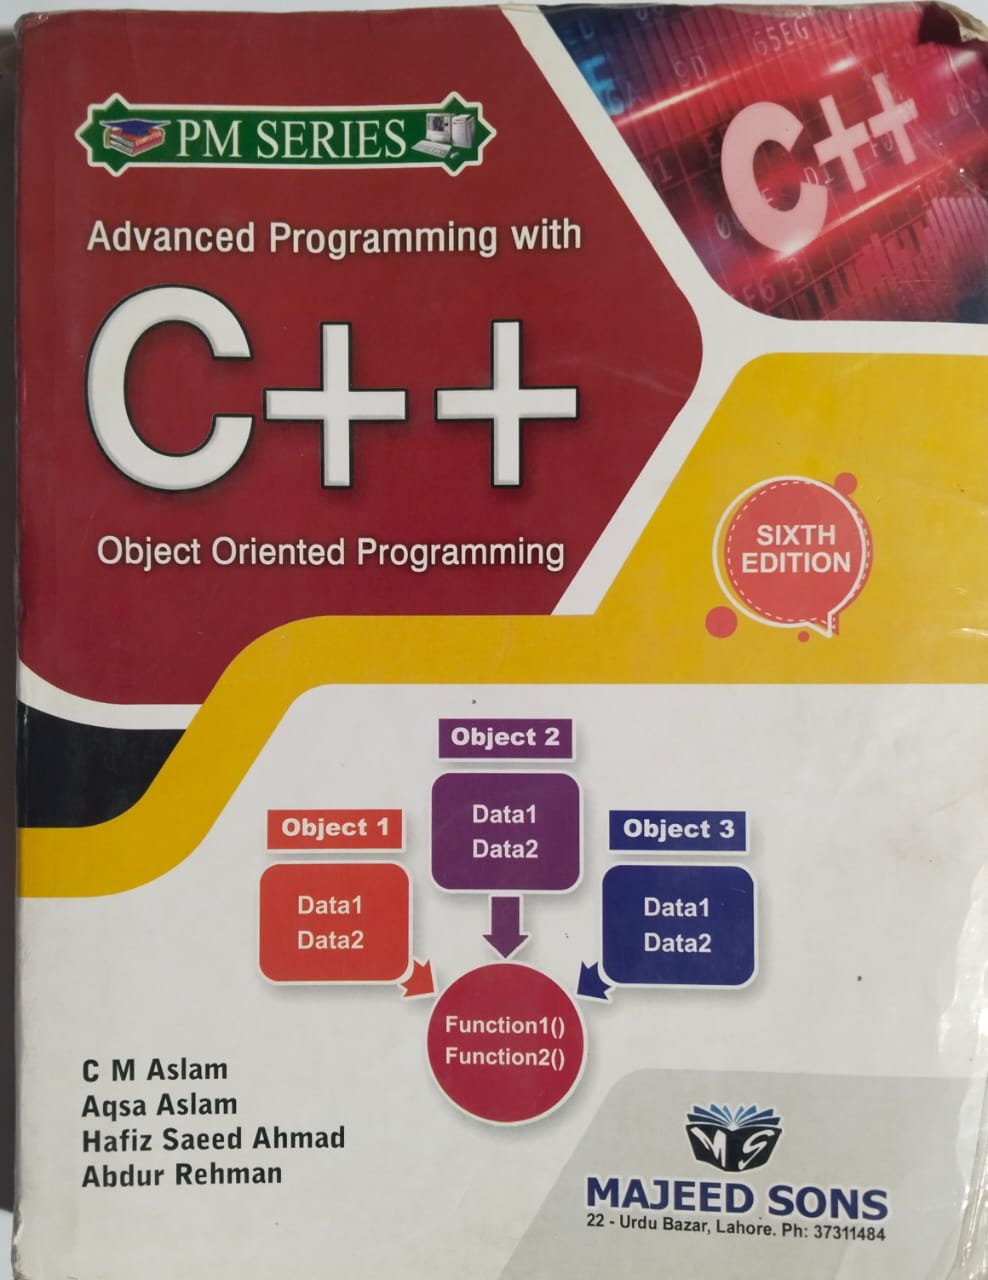 PM SERIES
Advanced Programming with
C++
Object Oriented Programming
C++
SIXTH
EDITION
Object 2
Data1
Data2
Object 1
Data1
Data2
Object 3
Data1
Data2
Function1()
Function2()
C M Aslam
Aqsa Aslam
Hafiz Saeed Ahmad
Abdur Rehman
MS
MAJEED SONS
22 - Urdu Bazar, Lahore. Ph: 37311484